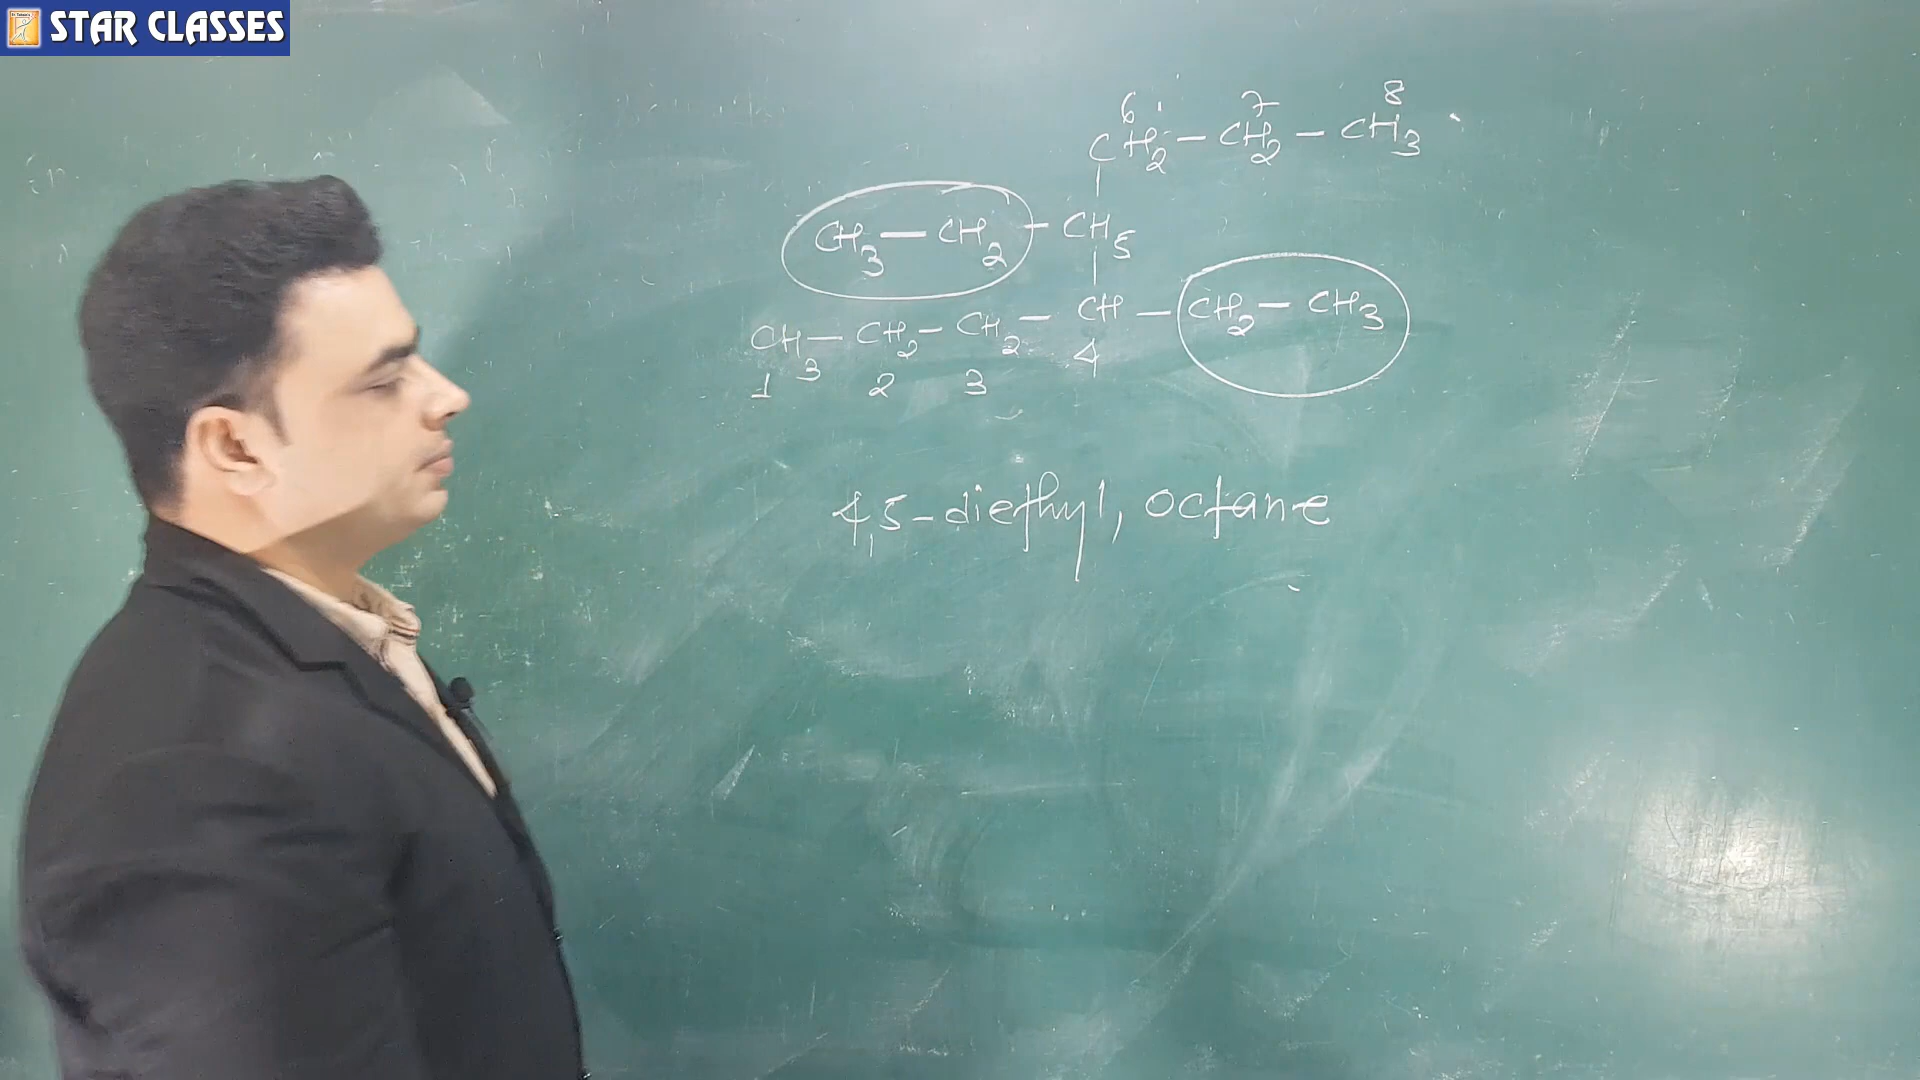 STAR CLASSES
6 7 8
CH2 — CH2 — CH3
CH3 — CH2 — CH 5
CH3 — CH2 — CH2 — CH — CH2 — CH3
1 2 3 4
4,5-diethyl, octane